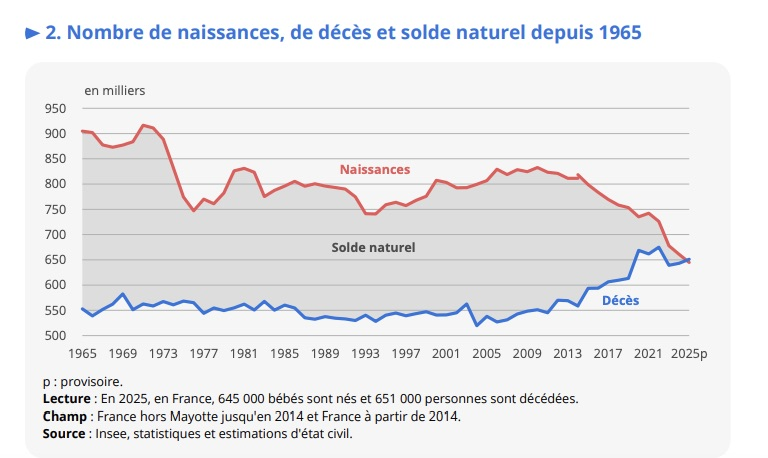 2. Nombre de naissances, de décès et solde naturel depuis 1965
en milliers
950
900
850
800
750
700
650
600
550
500
Naissances
Solde naturel
Décès
1965 1969 1973 1977 1981 1985 1989 1993 1997 2001 2005 2009 2013 2017 2021 2025p
p : provisoire.
Lecture : En 2025, en France, 645 000 bébés sont nés et 651 000 personnes sont décédées.
Champ : France hors Mayotte jusqu'en 2014 et France à partir de 2014.
Source : Insee, statistiques et estimations d'état civil.